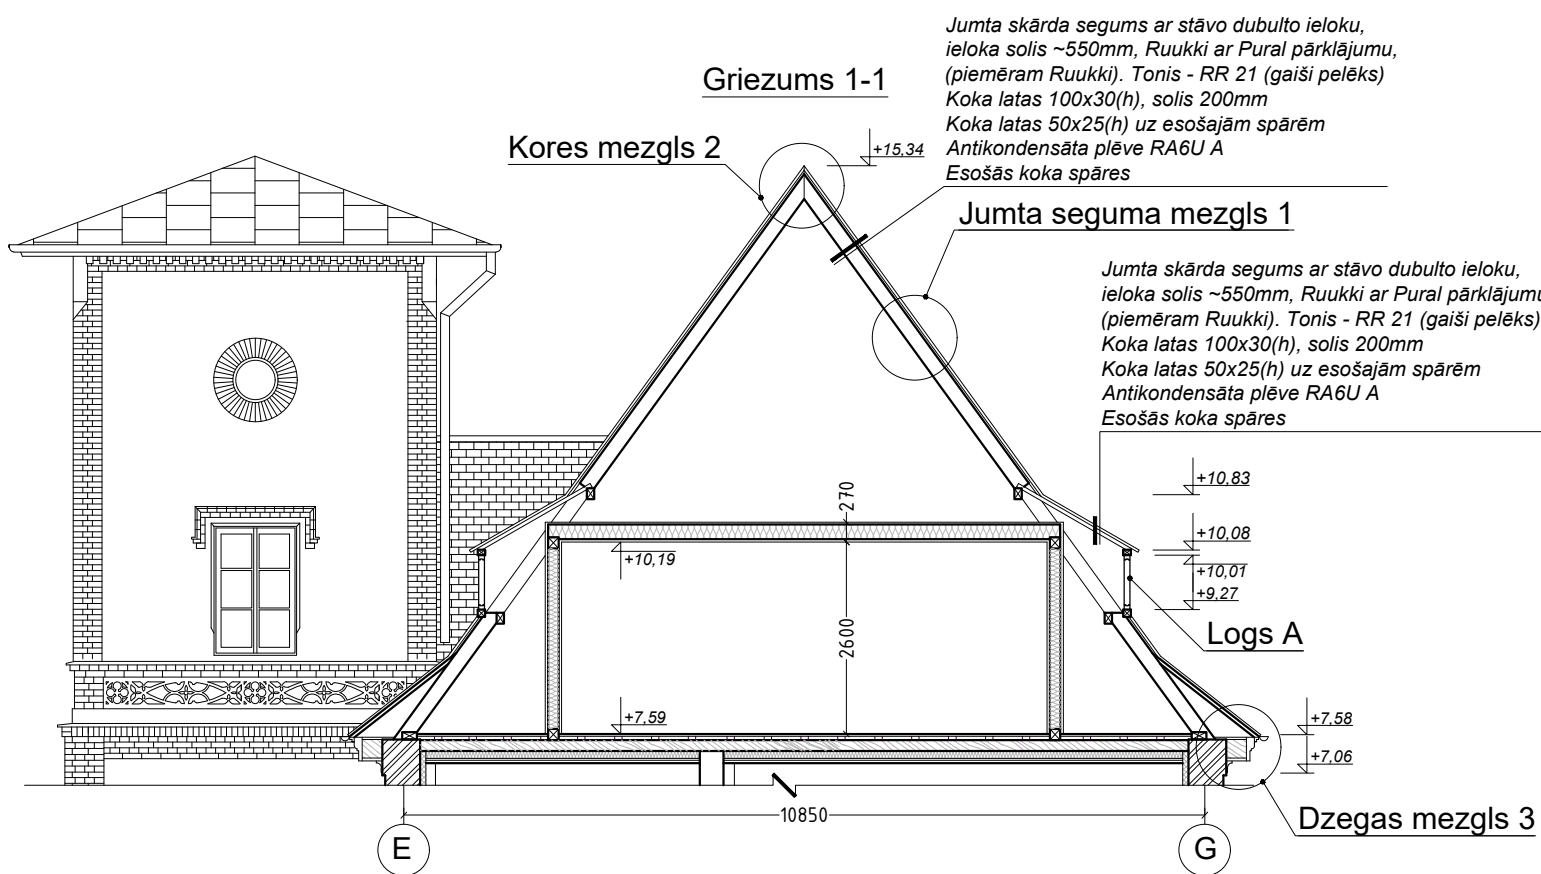 Jumta skārda segums ar stāvo dubulto ieloku,
ieloka solis ~550mm, Ruukki ar Pural pārklājumu,
(piemēram Ruukki). Tonis - RR 21 (gaiši pelēks)
Koka latas 100x30(h), solis 200mm
Koka latas 50x25(h) uz esošajām spārēm
Antikondensāta plēve RA6U A
Esošās koka spāres
Griezums 1-1
Kores mezgls 2
+15,34
Jumta seguma mezgls 1
Jumta skārda segums ar stāvo dubulto ieloku,
ieloka solis ~550mm, Ruukki ar Pural pārklājumu
(piemēram Ruukki). Tonis - RR 21 (gaiši pelēks)
Koka latas 100x30(h), solis 200mm
Koka latas 50x25(h) uz esošajām spārēm
Antikondensāta plēve RA6U A
Esošās koka spāres
+10,83
270
+10,08
+10,19
+10,01
+9,27
2600
Logs A
+7,59
+7,58
+7,06
10850
Dzegas mezgls 3
E
G